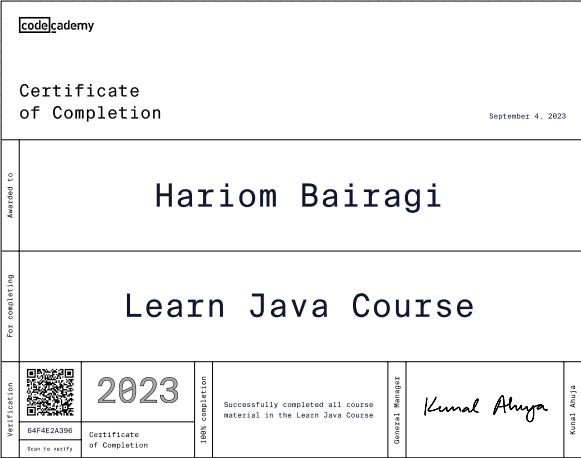 codecademy
Certificate
of Completion
September 4, 2023
Awarded to
Hariom Bairagi
For completing
Learn Java Course
Verification
64F4E2A396
Scan to verify
2023
Certificate
of Completion
100% completion
Successfully completed all course
material in the Learn Java Course
General Manager
Kunal Ahuja
Kunal Ahuja